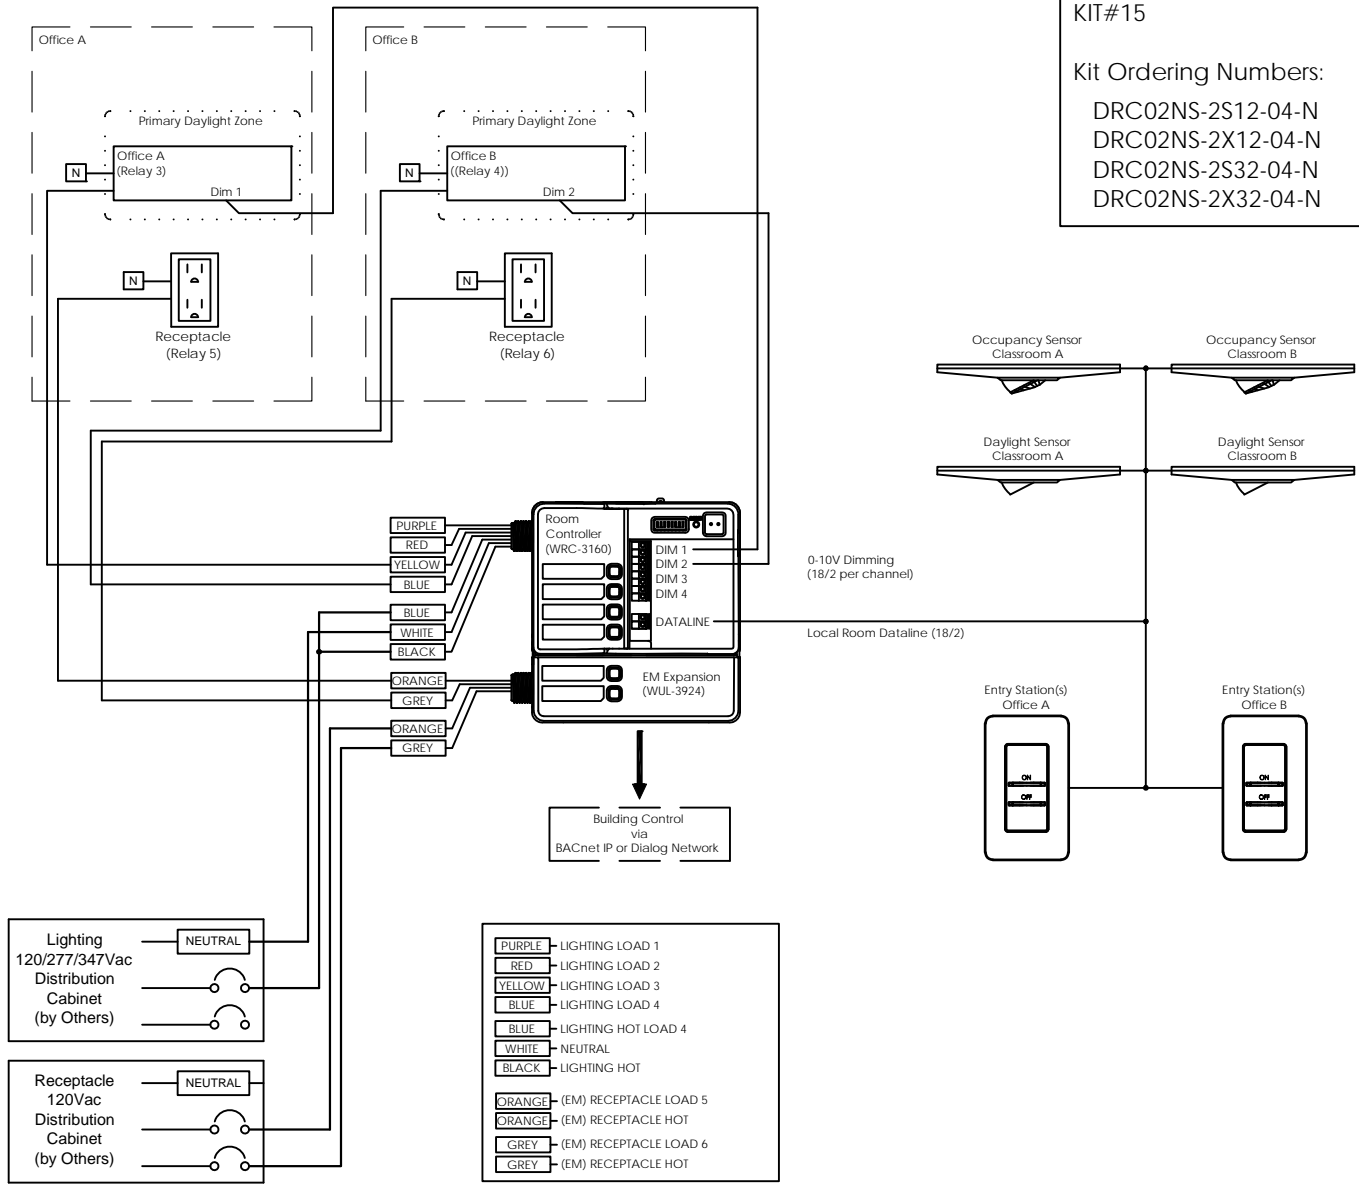 KIT#15
Kit Ordering Numbers:
DRC02NS-2S12-04-N
DRC02NS-2X12-04-N
DRC02NS-2S32-04-N
DRC02NS-2X32-04-N
Office A
Primary Daylight Zone
Office A
(Relay 3)
N
Dim 1
N
Receptacle
(Relay 5)
Office B
Primary Daylight Zone
Office B
((Relay 4))
N
Dim 2
N
Receptacle
(Relay 6)
Occupancy Sensor
Classroom A
Occupancy Sensor
Classroom B
Daylight Sensor
Classroom A
Daylight Sensor
Classroom B
PURPLE
RED
YELLOW
BLUE
BLUE
WHITE
BLACK
ORANGE
GREY
ORANGE
GREY
Room
Controller
(WRC-3160)
DIM 1
DIM 2
DIM 3
DIM 4
DATALINE
EM Expansion
(WUL-3924)
0-10V Dimming
(18/2 per channel)
Local Room Dataline (18/2)
Entry Station(s)
Office A
ON
OFF
Entry Station(s)
Office B
ON
OFF
Building Control
via
BACnet IP or Dialog Network
Lighting
120/277/347Vac
Distribution
Cabinet
(by Others)
NEUTRAL
Receptacle
120Vac
Distribution
Cabinet
(by Others)
NEUTRAL
PURPLE LIGHTING LOAD 1
RED LIGHTING LOAD 2
YELLOW LIGHTING LOAD 3
BLUE LIGHTING LOAD 4
BLUE LIGHTING HOT LOAD 4
WHITE NEUTRAL
BLACK LIGHTING HOT
ORANGE (EM) RECEPTACLE LOAD 5
ORANGE (EM) RECEPTACLE HOT
GREY (EM) RECEPTACLE LOAD 6
GREY (EM) RECEPTACLE HOT